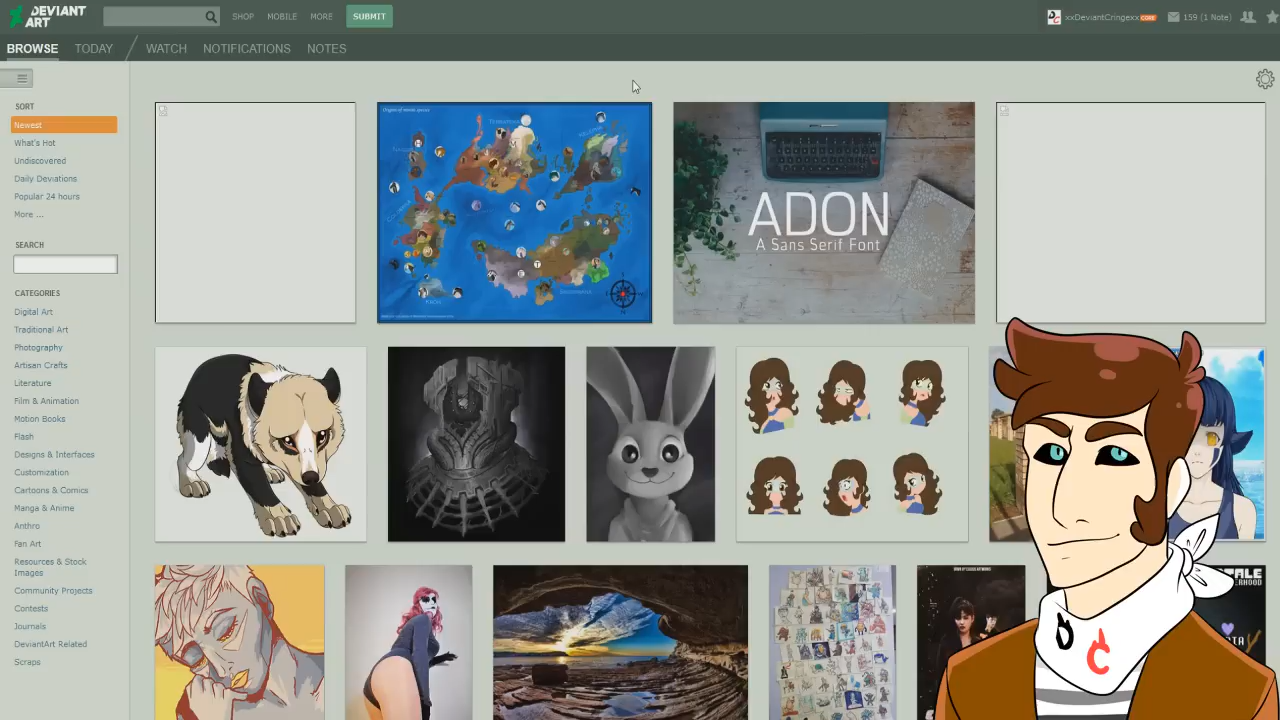 DEVIANT
ART
SHOP
MOBILE
MORE
SUBMIT
xxDeviantCringexx
CORE
159 (1 Note)
BROWSE
TODAY
WATCH
NOTIFICATIONS
NOTES
SORT
Newest
What's Hot
Undiscovered
Daily Deviations
Popular 24 hours
More ...
SEARCH
CATEGORIES
Digital Art
Traditional Art
Photography
Artisan Crafts
Literature
Film & Animation
Motion Books
Flash
Designs & Interfaces
Customization
Cartoons & Comics
Manga & Anime
Anthro
Fan Art
Resources & Stock
Images
Community Projects
Contests
Journals
DeviantArt Related
Scraps
ADON
A Sans Serif Font
D
C